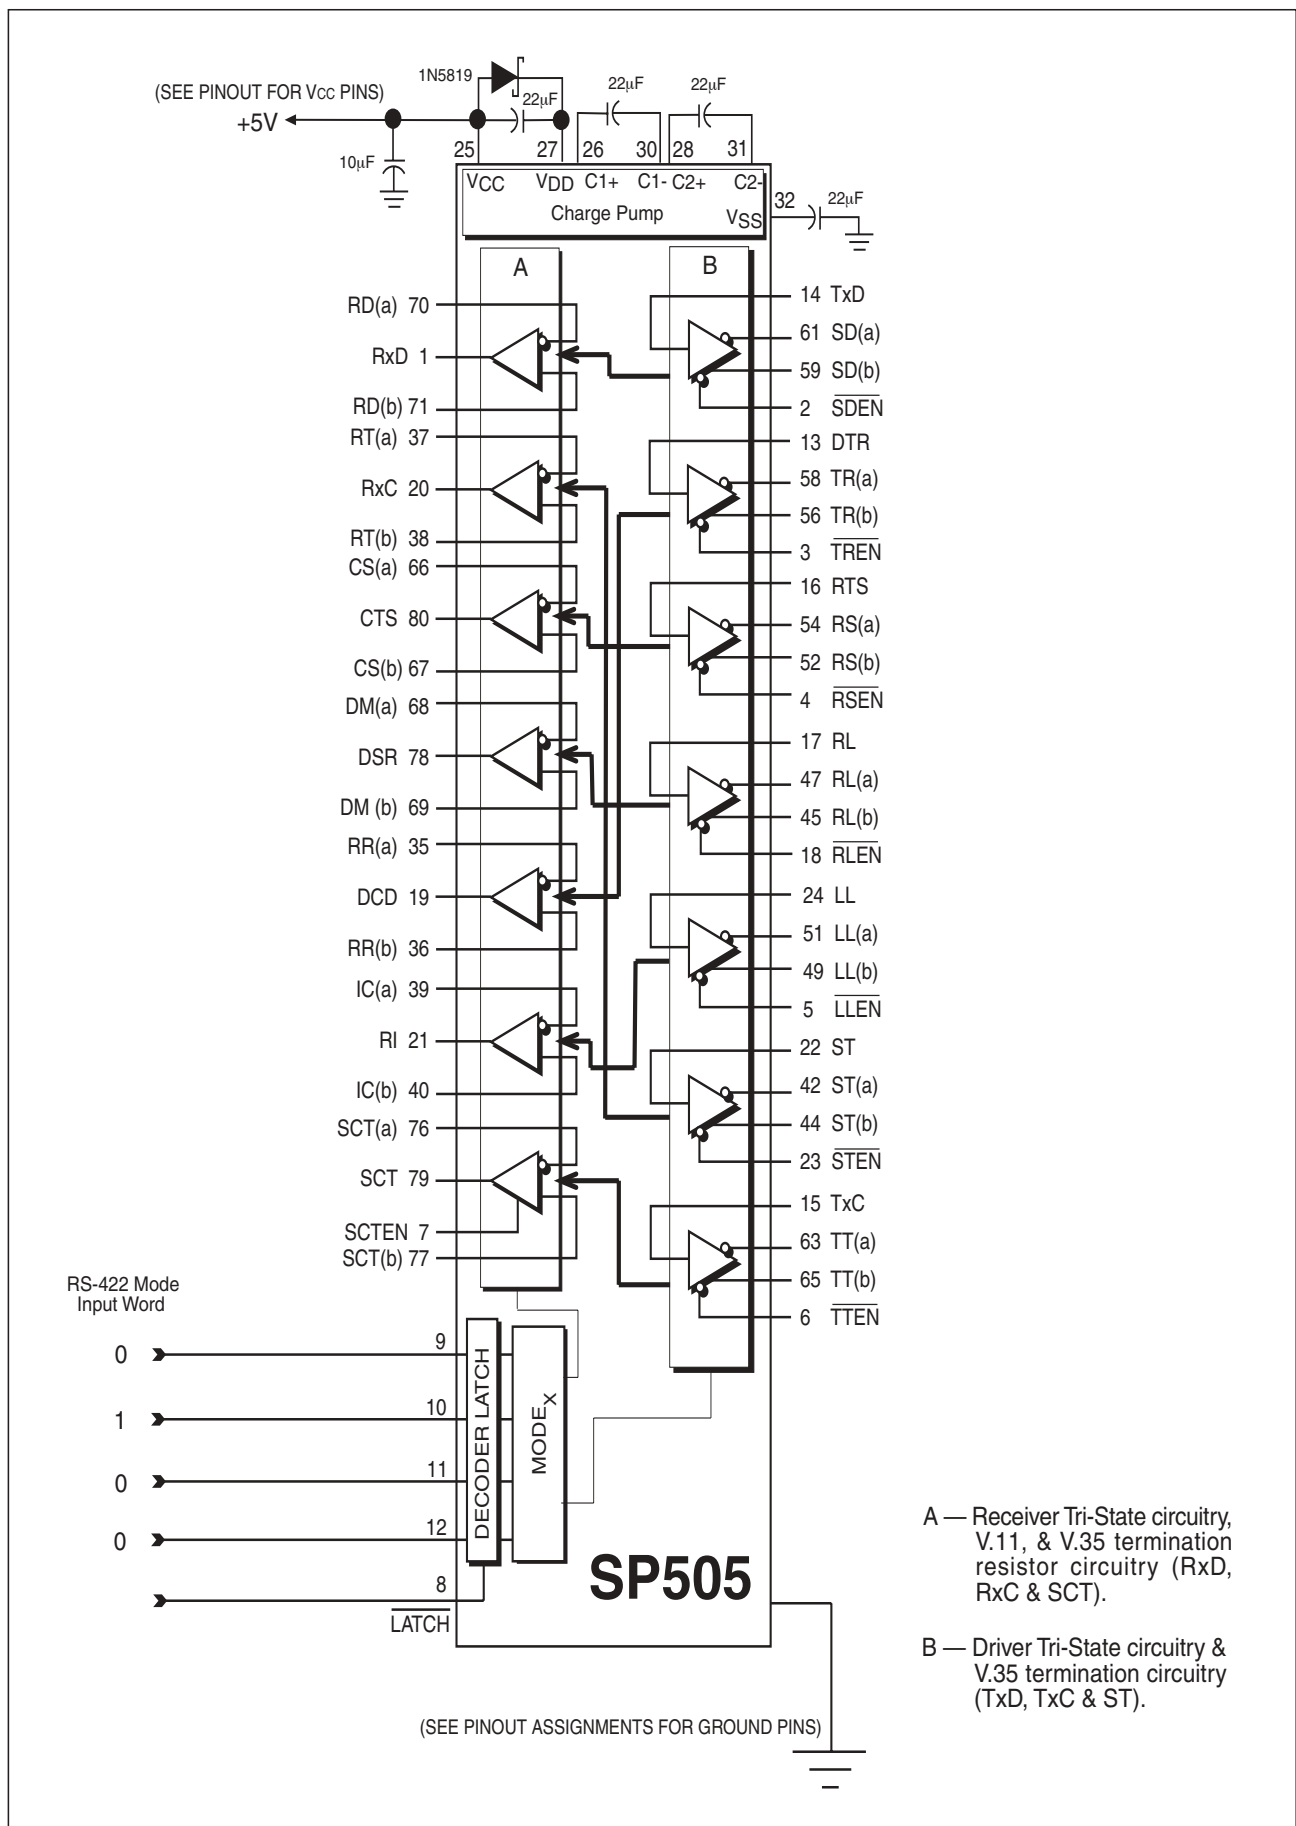 1N5819
(SEE PINOUT FOR VCC PINS)
22µF
22µF
22µF
+5V
10µF
25
27
26
30
28
31
VCC
VDD
C1+
C1-
C2+
C2-
Charge Pump
VSS
32
22µF
A
B
RD(a) 70
RxD 1
RD(b) 71
RT(a) 37
RxC 20
RT(b) 38
CS(a) 66
CTS 80
CS(b) 67
DM(a) 68
DSR 78
DM (b) 69
RR(a) 35
DCD 19
RR(b) 36
IC(a) 39
RI 21
IC(b) 40
SCT(a) 76
SCT 79
SCTEN 7
SCT(b) 77
14 TxD
61 SD(a)
59 SD(b)
2 SDEN
13 DTR
58 TR(a)
56 TR(b)
3 TREN
16 RTS
54 RS(a)
52 RS(b)
4 RSEN
17 RL
47 RL(a)
45 RL(b)
18 RLEN
24 LL
51 LL(a)
49 LL(b)
5 LLEN
22 ST
42 ST(a)
44 ST(b)
23 STEN
15 TxC
63 TT(a)
65 TT(b)
6 TTEN
RS-422 Mode
Input Word
0
9
1
10
0
11
0
12
8
LATCH
DECODER LATCH
MODEX
SP505
A — Receiver Tri-State circuitry,
V.11, & V.35 termination
resistor circuitry (RxD,
RxC & SCT).
B — Driver Tri-State circuitry &
V.35 termination circuitry
(TxD, TxC & ST).
(SEE PINOUT ASSIGNMENTS FOR GROUND PINS)